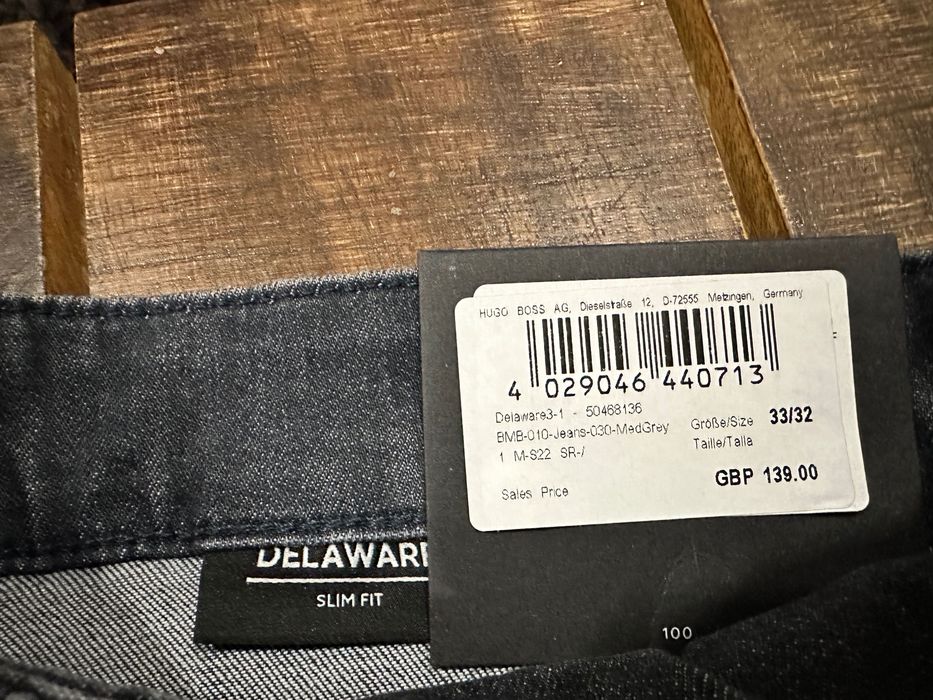 HUGO BOSS AG, Dieselstraße 12, D-72555 Metzingen, Germany
4 029046 440713
Delaware3-1 - 50468136
BMB-010-Jeans-030-MedGrey
1 M-S22 SR-/
Größe/Size 33/32
Taille/Talla
Sales Price GBP 139.00
DELAWARE
SLIM FIT
100